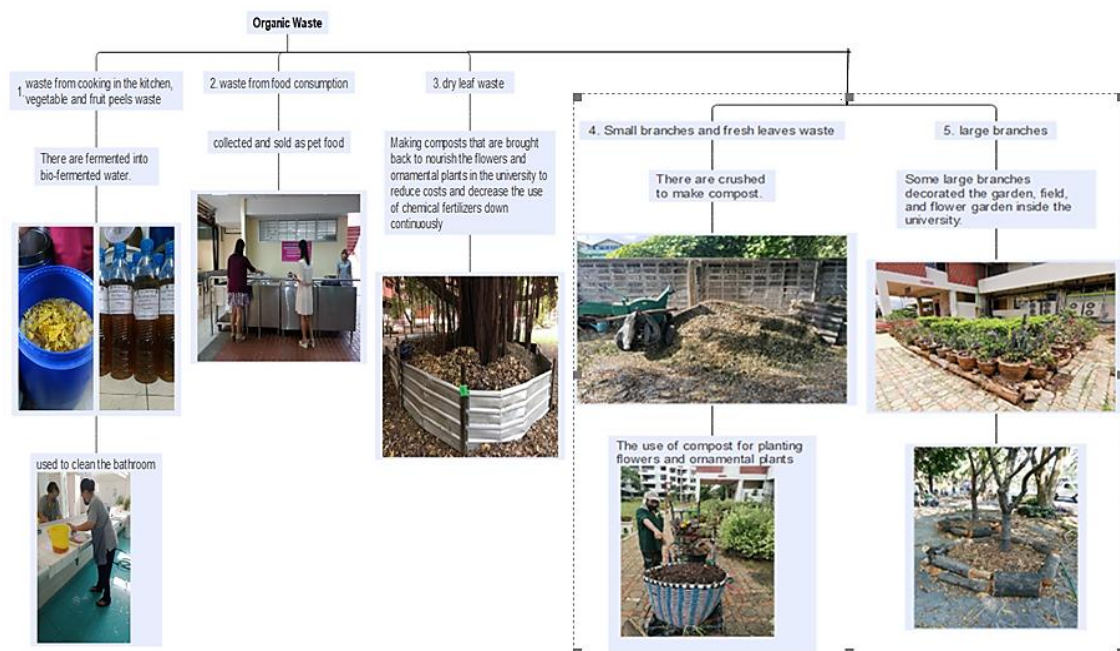 Organic Waste
1. waste from cooking in the kitchen,
vegetable and fruit peels waste
There are fermented into
bio-fermented water.
used to clean the bathroom
2. waste from food consumption
collected and sold as pet food
3. dry leaf waste
Making composts that are brought
back to nourish the flowers and
ornamental plants in the university to
reduce costs and decrease the use
of chemical fertilizers down
continuously
4. Small branches and fresh leaves waste
There are crushed
to make compost.
The use of compost for planting
flowers and ornamental plants
5. large branches
Some large branches
decorated the garden, field,
and flower garden inside the
university.